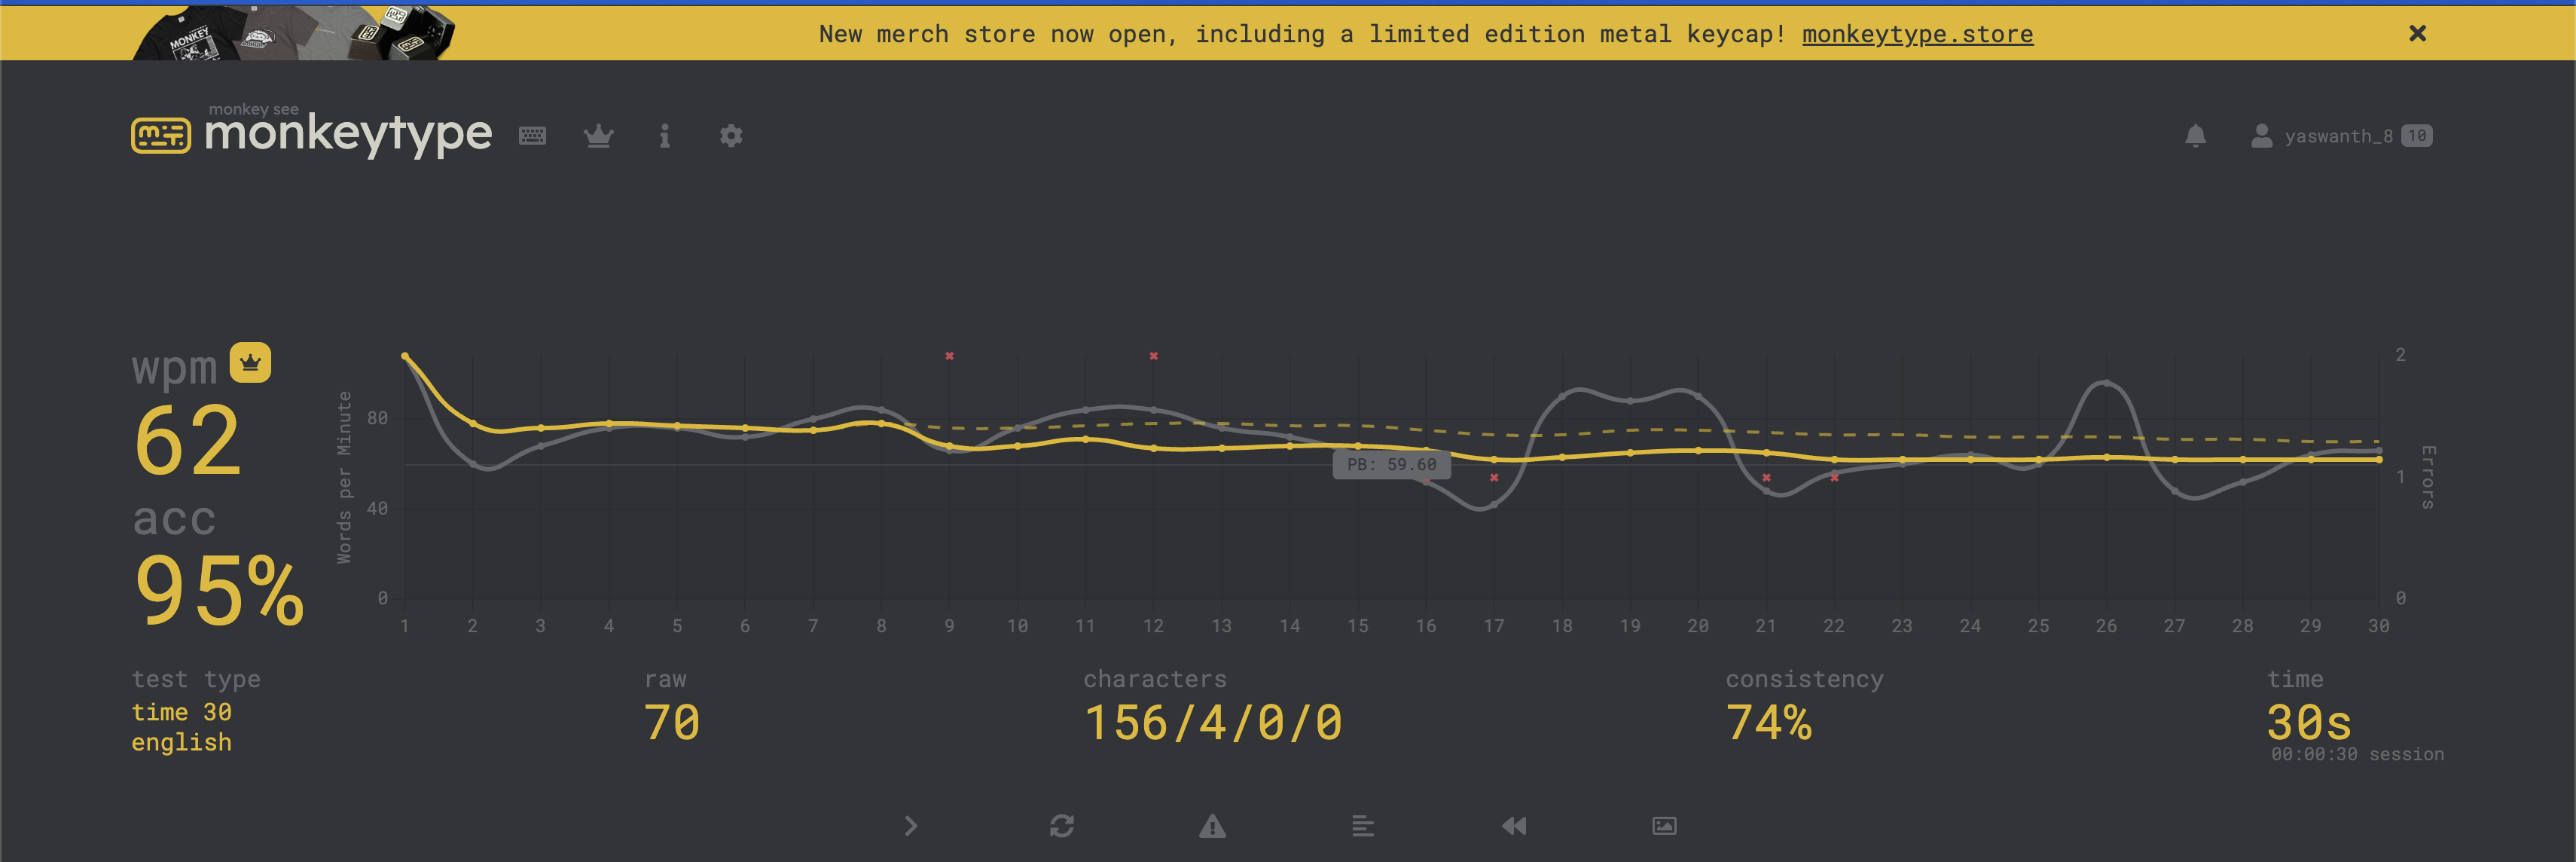 New merch store now open, including a limited edition metal keycap! monkeytype.store
MONKEY
monkey see
monkeytype
yaswanth_8 10
wpm
62
acc
95%
Words per Minute
80
40
0
PB: 59.60
2
1
0
Errors
1 2 3 4 5 6 7 8 9 10 11 12 13 14 15 16 17 18 19 20 21 22 23 24 25 26 27 28 29 30
test type
time 30
english
raw
70
characters
156/4/0/0
consistency
74%
time
30s
00:00:30 session